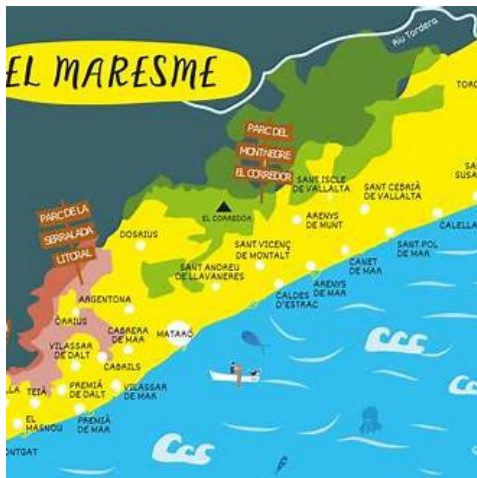 EL MARESME
Riu Tordera
PARC DEL
MONTNEGRE
EL CORREDOR
SANT ISCLE
DE VALLALTA
SANT CEBRIÀ
DE VALLALTA
CALELLA
SANT POL
DE MAR
ARENYS
DE MUNT
CANET
DE MAR
EL CORREDOR
SANT VICENÇ
DE MONTALT
ARENYS
DE MAR
CALDES
D'ESTRAC
SANT ANDREU
DE LLAVANERES
PARC DE LA
SERRALADA
LITORAL
DOSRIUS
ARGENTONA
ÒRRIUS
MATARÓ
CABRERA
DE MAR
VILASSAR
DE DALT
CABRILS
TEIÀ
PREMIÀ
DE DALT
VILASSAR
DE MAR
EL
MASNOU
PREMIÀ
DE MAR